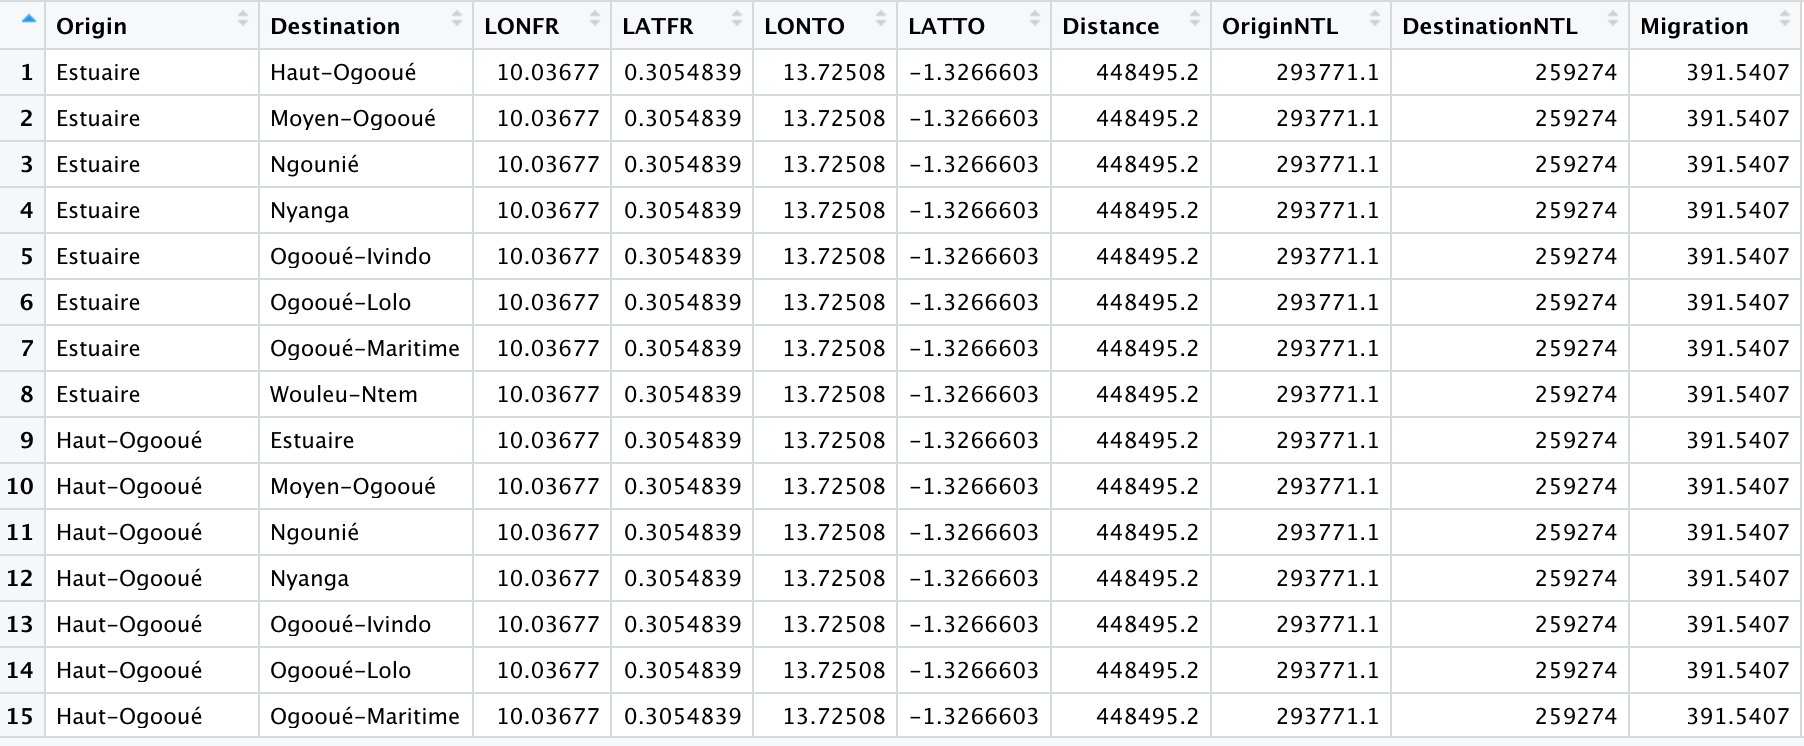 Origin Destination LONFR LATFR LONTO LATTO Distance OriginNTL DestinationNTL Migration
1 Estuaire Haut-Ogooué 10.03677 0.3054839 13.72508 -1.3266603 448495.2 293771.1 259274 391.5407
2 Estuaire Moyen-Ogooué 10.03677 0.3054839 13.72508 -1.3266603 448495.2 293771.1 259274 391.5407
3 Estuaire Ngounié 10.03677 0.3054839 13.72508 -1.3266603 448495.2 293771.1 259274 391.5407
4 Estuaire Nyanga 10.03677 0.3054839 13.72508 -1.3266603 448495.2 293771.1 259274 391.5407
5 Estuaire Ogooué-Ivindo 10.03677 0.3054839 13.72508 -1.3266603 448495.2 293771.1 259274 391.5407
6 Estuaire Ogooué-Lolo 10.03677 0.3054839 13.72508 -1.3266603 448495.2 293771.1 259274 391.5407
7 Estuaire Ogooué-Maritime 10.03677 0.3054839 13.72508 -1.3266603 448495.2 293771.1 259274 391.5407
8 Estuaire Wouleu-Ntem 10.03677 0.3054839 13.72508 -1.3266603 448495.2 293771.1 259274 391.5407
9 Haut-Ogooué Estuaire 10.03677 0.3054839 13.72508 -1.3266603 448495.2 293771.1 259274 391.5407
10 Haut-Ogooué Moyen-Ogooué 10.03677 0.3054839 13.72508 -1.3266603 448495.2 293771.1 259274 391.5407
11 Haut-Ogooué Ngounié 10.03677 0.3054839 13.72508 -1.3266603 448495.2 293771.1 259274 391.5407
12 Haut-Ogooué Nyanga 10.03677 0.3054839 13.72508 -1.3266603 448495.2 293771.1 259274 391.5407
13 Haut-Ogooué Ogooué-Ivindo 10.03677 0.3054839 13.72508 -1.3266603 448495.2 293771.1 259274 391.5407
14 Haut-Ogooué Ogooué-Lolo 10.03677 0.3054839 13.72508 -1.3266603 448495.2 293771.1 259274 391.5407
15 Haut-Ogooué Ogooué-Maritime 10.03677 0.3054839 13.72508 -1.3266603 448495.2 293771.1 259274 391.5407